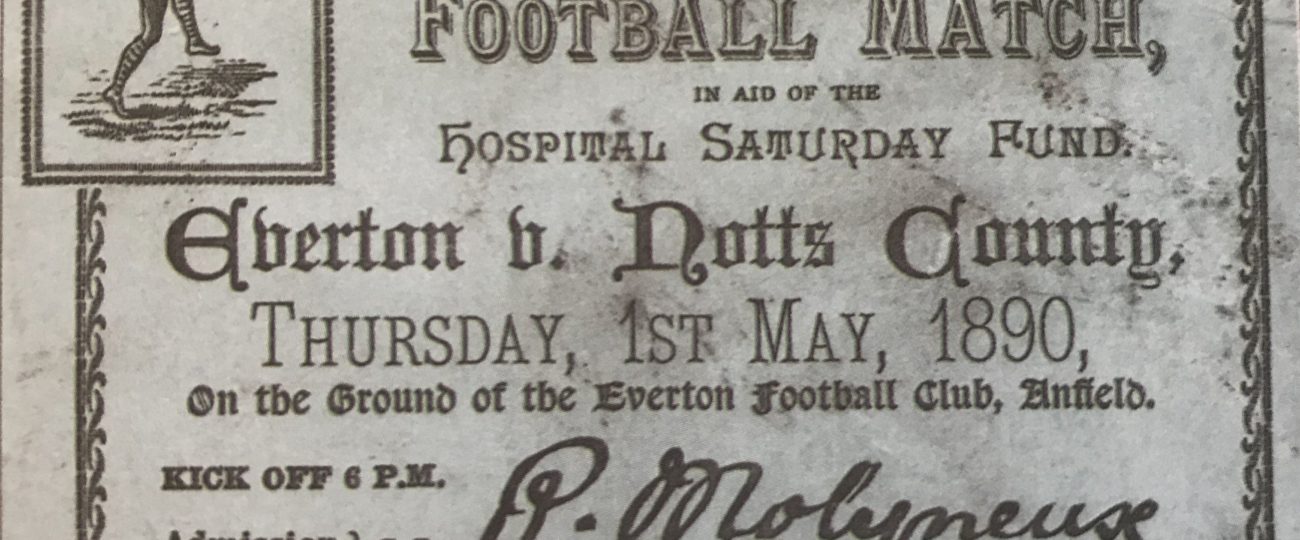 FOOTBALL MATCH,
IN AID OF THE
HOSPITAL SATURDAY FUND.
Everton v. Notts County,
THURSDAY, 1ST MAY, 1890,
On the Ground of the Everton Football Club, Anfield.
KICK OFF 6 P.M.
R. Molyneux
Admission